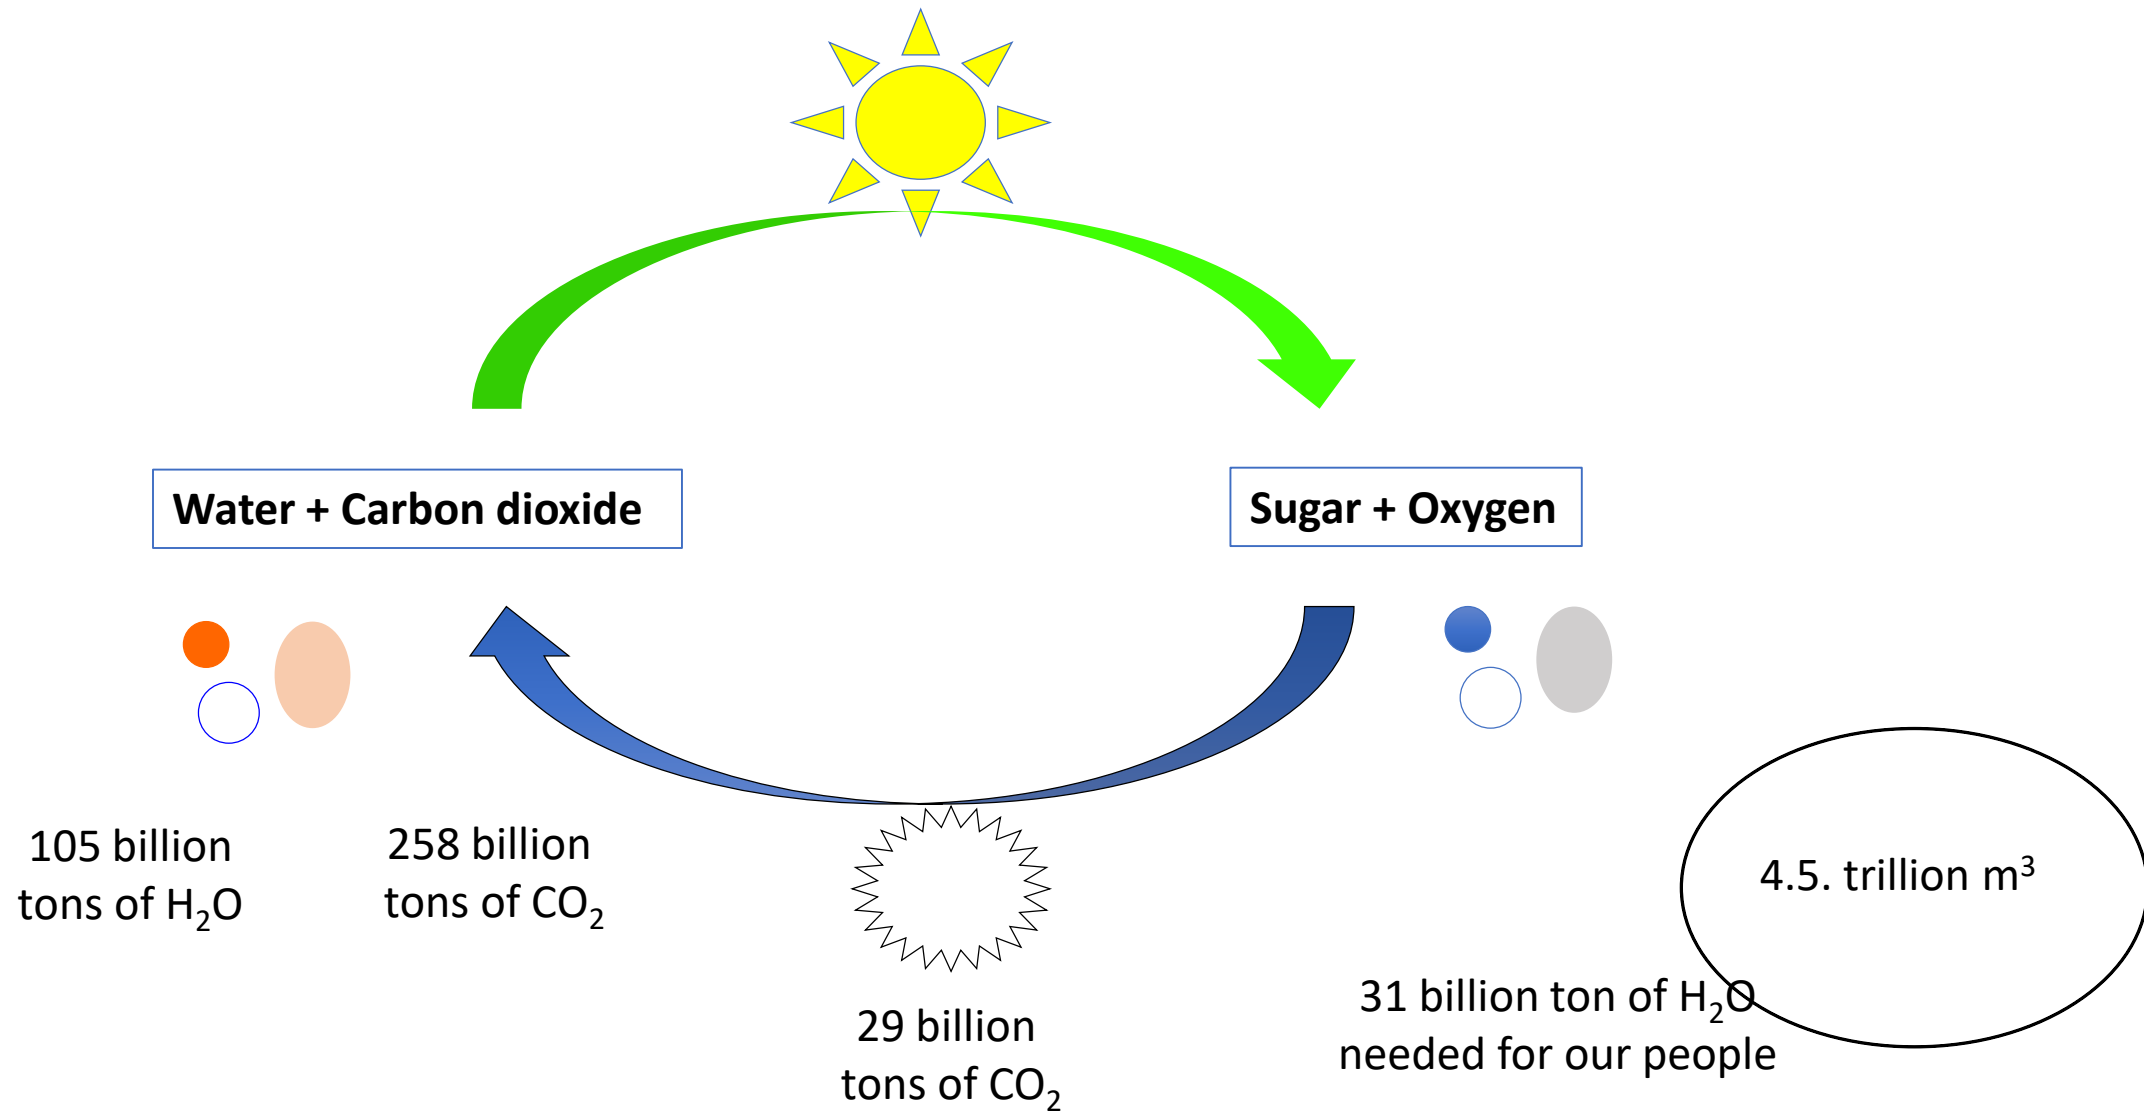 Water + Carbon dioxide
Sugar + Oxygen
105 billion
tons of H₂O
258 billion
tons of CO₂
29 billion
tons of CO₂
4.5. trillion m³
31 billion ton of H₂O
needed for our people